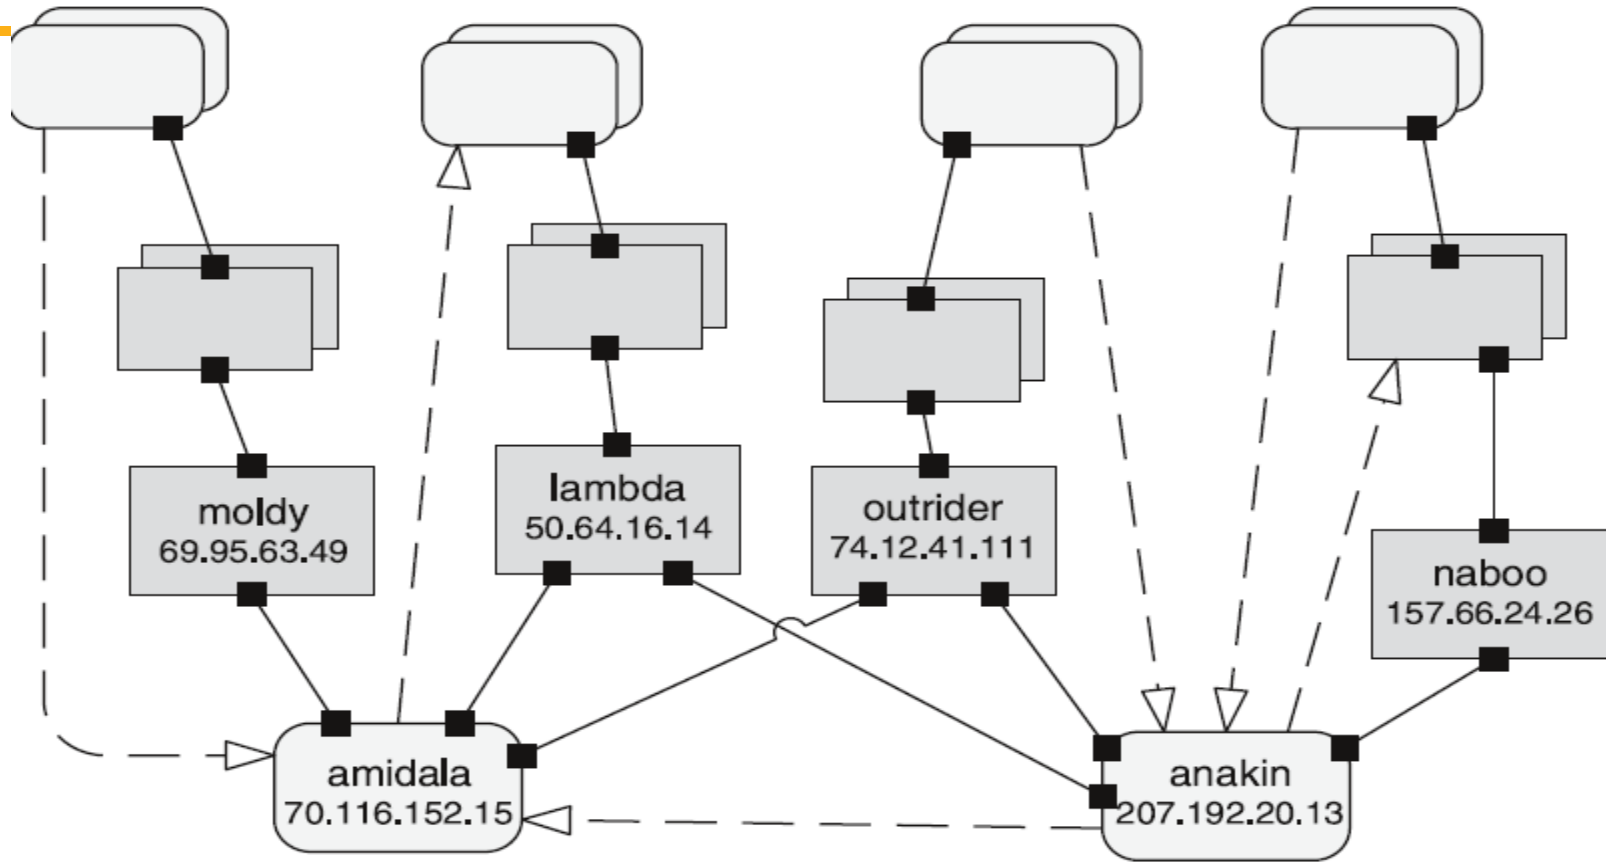 moldy
69.95.63.49
lambda
50.64.16.14
outrider
74.12.41.111
naboo
157.66.24.26
amidala
70.116.152.15
anakin
207.192.20.13